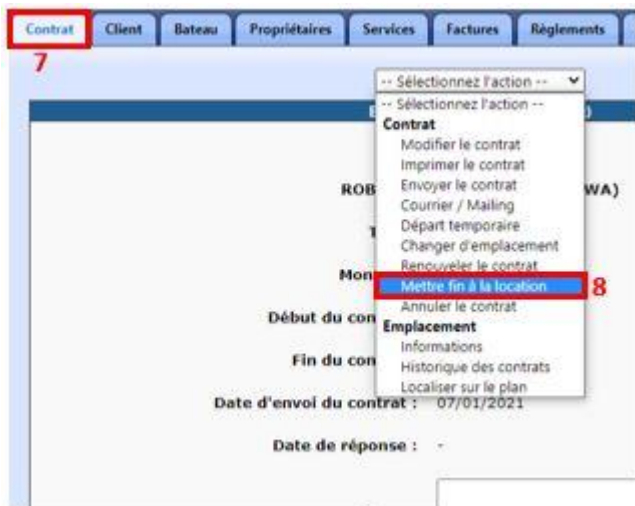 Contrat Client Bateau Propriétaires Services Factures Règlements
7
-- Sélectionnez l'action --
-- Sélectionnez l'action --
Contrat
Modifier le contrat
Imprimer le contrat
ROB Envoyer le contrat WA)
Courrier / Mailing
Départ temporaire
Changer d'emplacement
Renouveler le contrat
Mon Mettre fin à la location 8
Annuler le contrat
Début du con Emplacement
Informations
Fin du con Historique des contrats
Localiser sur le plan
Date d'envoi du contrat : 07/01/2021
Date de réponse : -